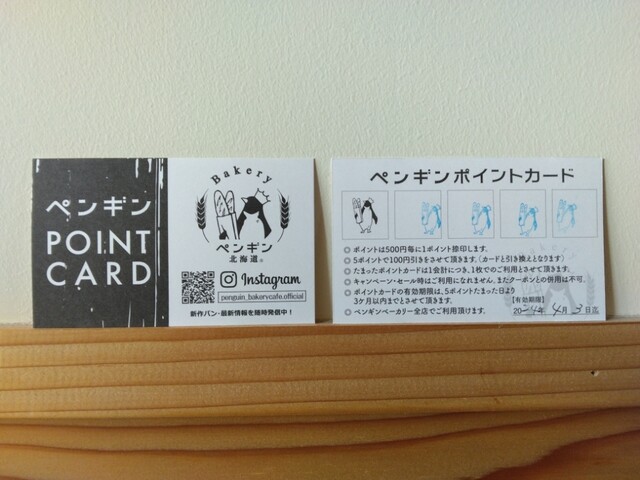 ペンギン
POINT
CARD
Bakery
ペンギン
北海道。
Instagram
penguin_bakerycafe.official
新作パン・最新情報を随時発信中!
ペンギンポイントカード
◎ ポイントは500円毎に1ポイント捺印します。
◎ 5ポイントで100円引きをさせて頂きます。(カードと引き換えとなります)
◎ たまったポイントカードは1会計につき、1枚でのご利用とさせて頂きます。
◎ キャンペーン・セール時はご利用になれません。またクーポンとの併用は不可。
◎ ポイントカードの有効期限は、5ポイントたまった日より
3ケ月以内までとさせて頂きます。
【有効期限】
◎ ペンギンベーカリー全店でご利用頂けます。
2024年 4月 3日迄